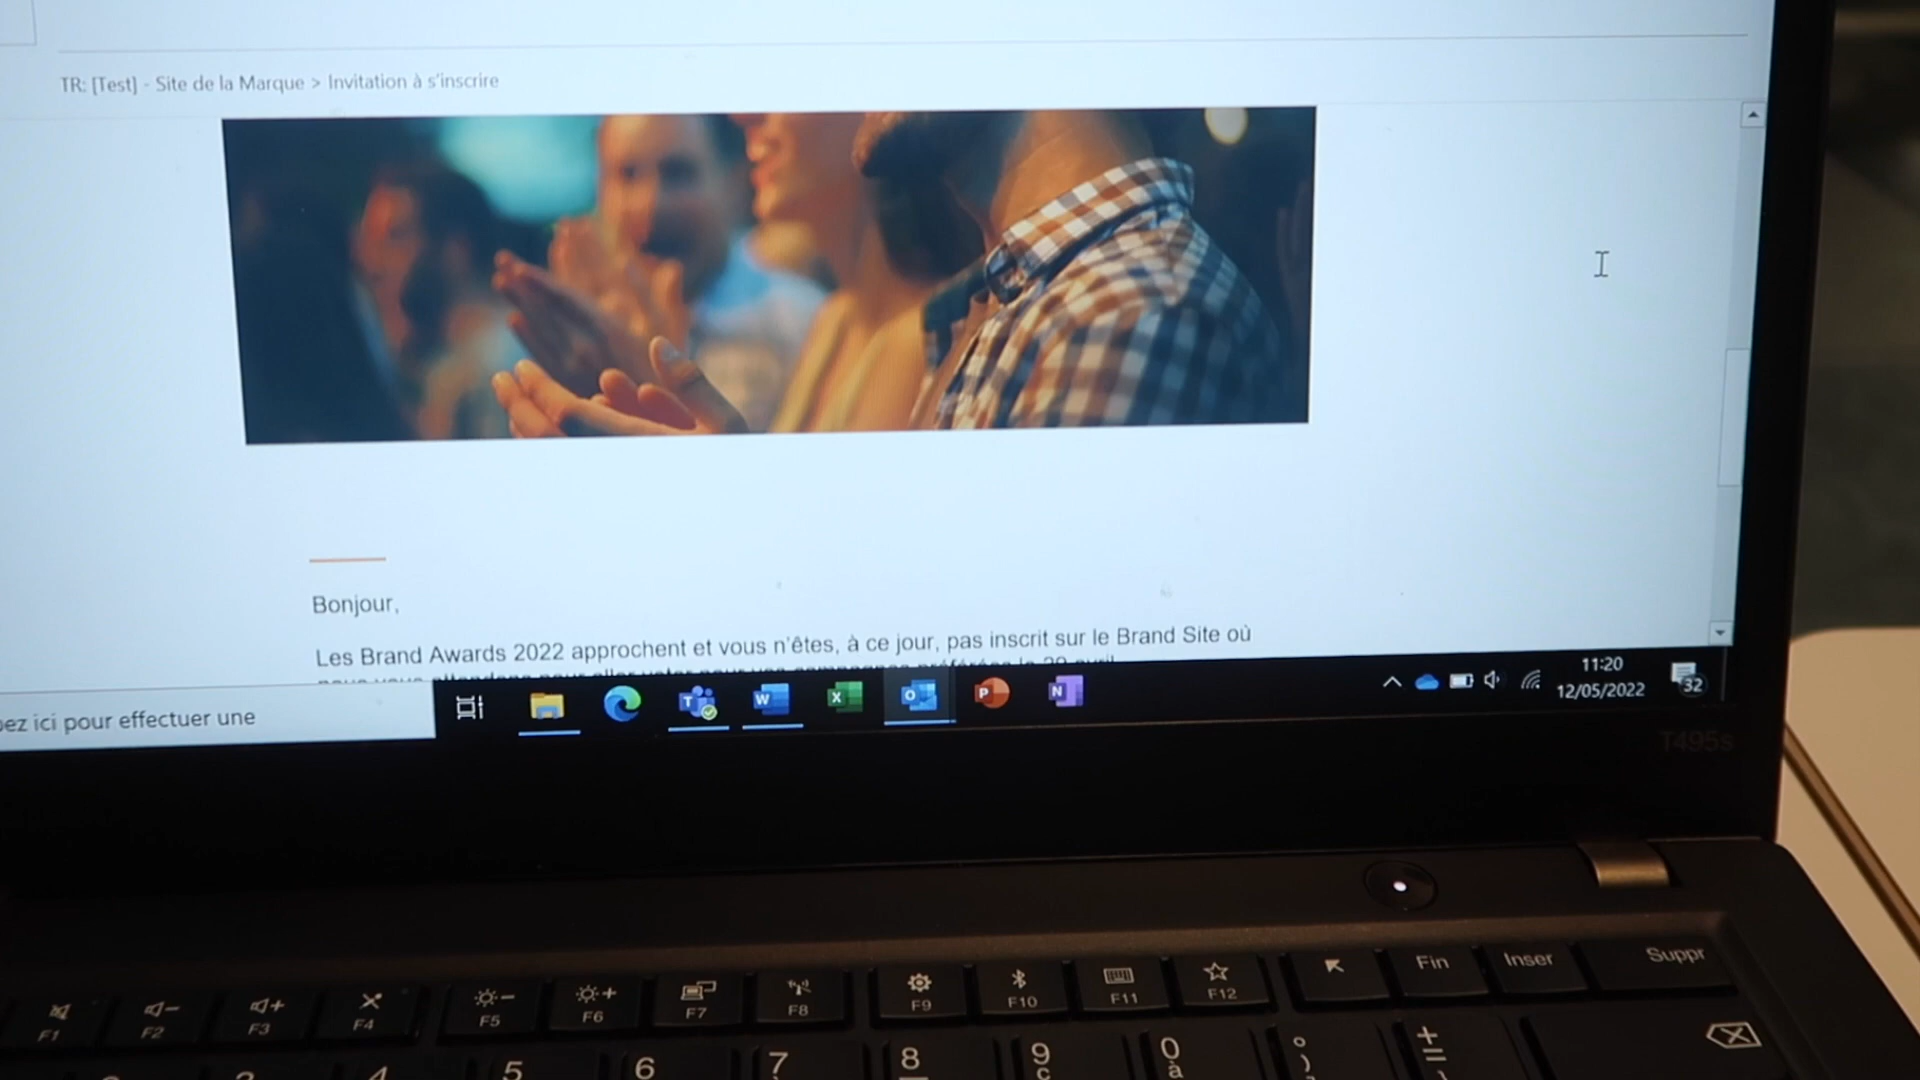 TR: [Test] - Site de la Marque > Invitation à s'inscrire
Bonjour,
Les Brand Awards 2022 approchent et vous n'êtes, à ce jour, pas inscrit sur le Brand Site où
ez ici pour effectuer une
T
W
X
O
P
N
11:20
12/05/2022
32
T495s
Fin
Inser
Suppr
F1
F2
F3
F4
F5
F6
F7
F8
F9
F10
F11
F12
5
6
7
8
9
ç
0
à
°
)
+
=